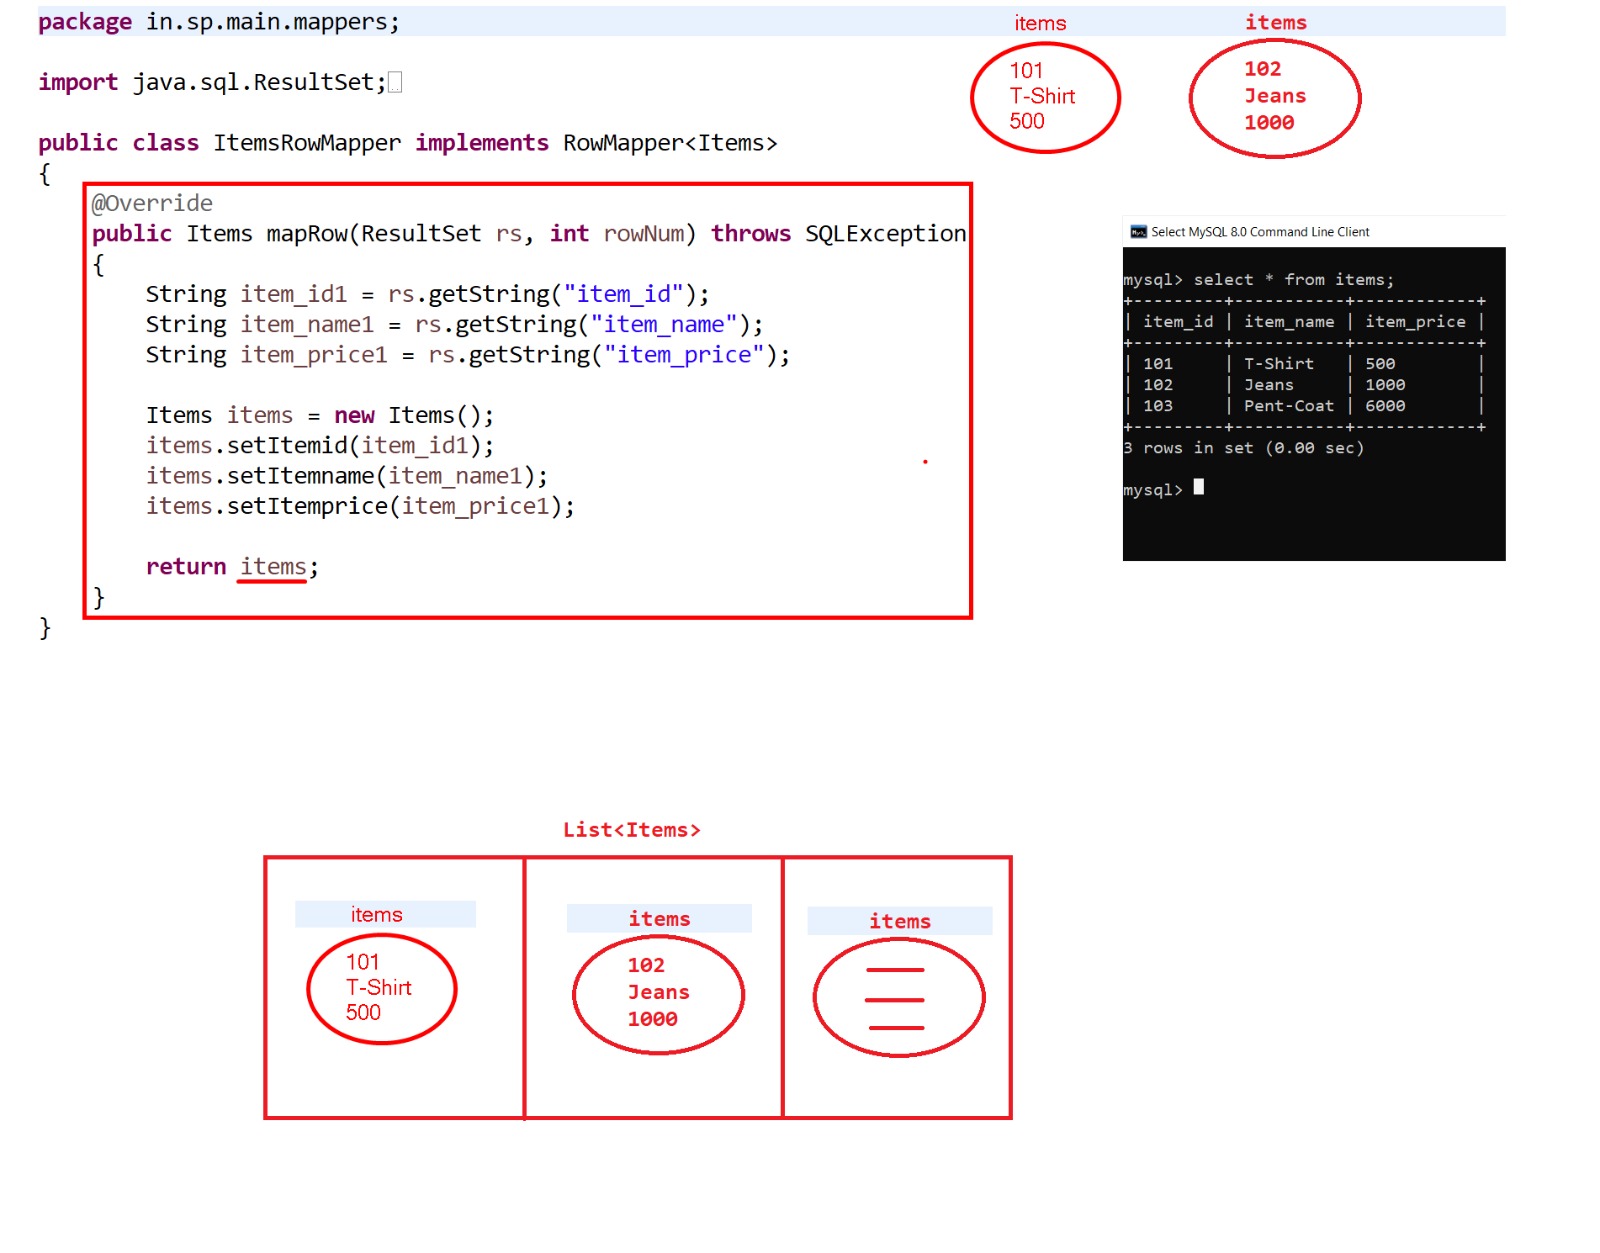 package in.sp.main.mappers;
import java.sql.ResultSet;
public class ItemsRowMapper implements RowMapper<Items>
{
@Override
public Items mapRow(ResultSet rs, int rowNum) throws SQLException
{
String item_id1 = rs.getString("item_id");
String item_name1 = rs.getString("item_name");
String item_price1 = rs.getString("item_price");
Items items = new Items();
items.setItemid(item_id1);
items.setItemname(item_name1);
items.setItemprice(item_price1);
return items;
}
}
items
101
T-Shirt
500
items
102
Jeans
1000
Select MySQL 8.0 Command Line Client
mysql> select * from items;
+---------+-----------+------------+
| item_id | item_name | item_price |
+---------+-----------+------------+
| 101 | T-Shirt | 500 |
| 102 | Jeans | 1000 |
| 103 | Pent-Coat | 6000 |
+---------+-----------+------------+
3 rows in set (0.00 sec)
mysql>
List<Items>
items
101
T-Shirt
500
items
102
Jeans
1000
items